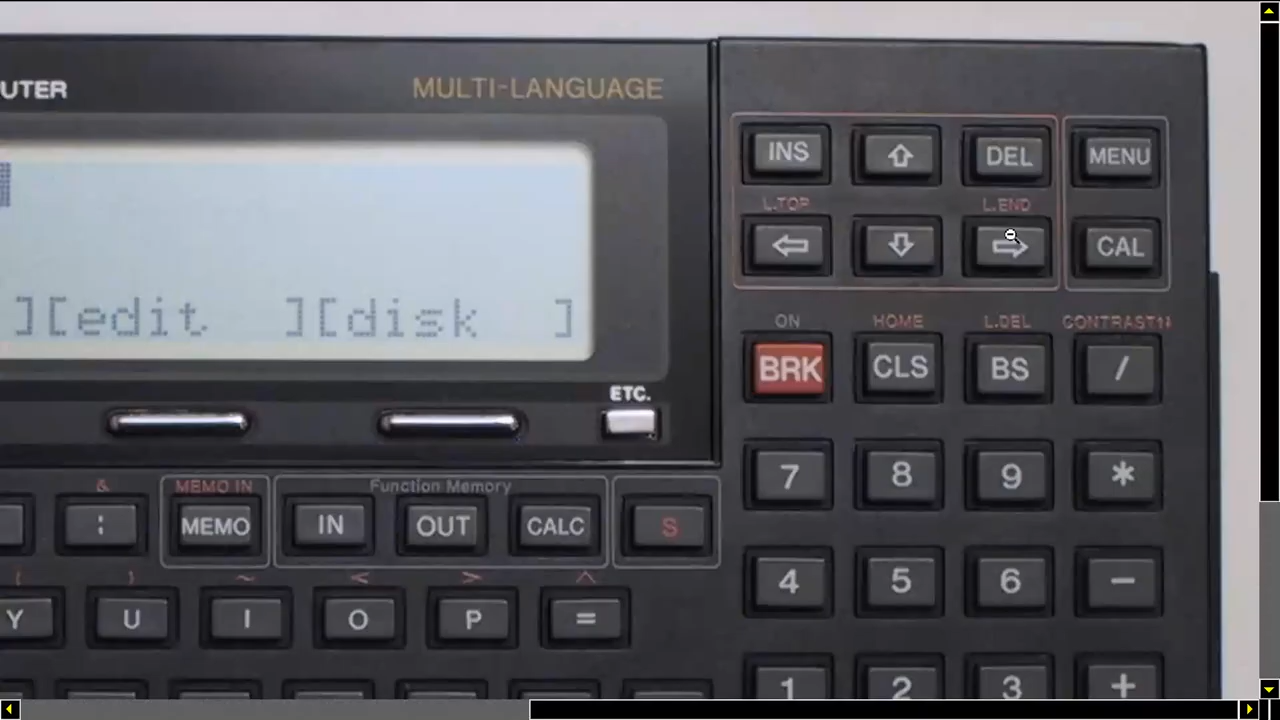 UTER
MULTI-LANGUAGE
INS
DEL
MENU
L.TOP
L.END
CAL
][edit ][disk ]
ON
HOME
L.DEL
CONTRAST
BRK
CLS
BS
/
ETC.
7
8
9
*
&
MEMO IN
Function Memory
MEMO
IN
OUT
CALC
S
4
5
6
−
~
<
>
^
Y
U
I
O
P
=
1
2
3
+